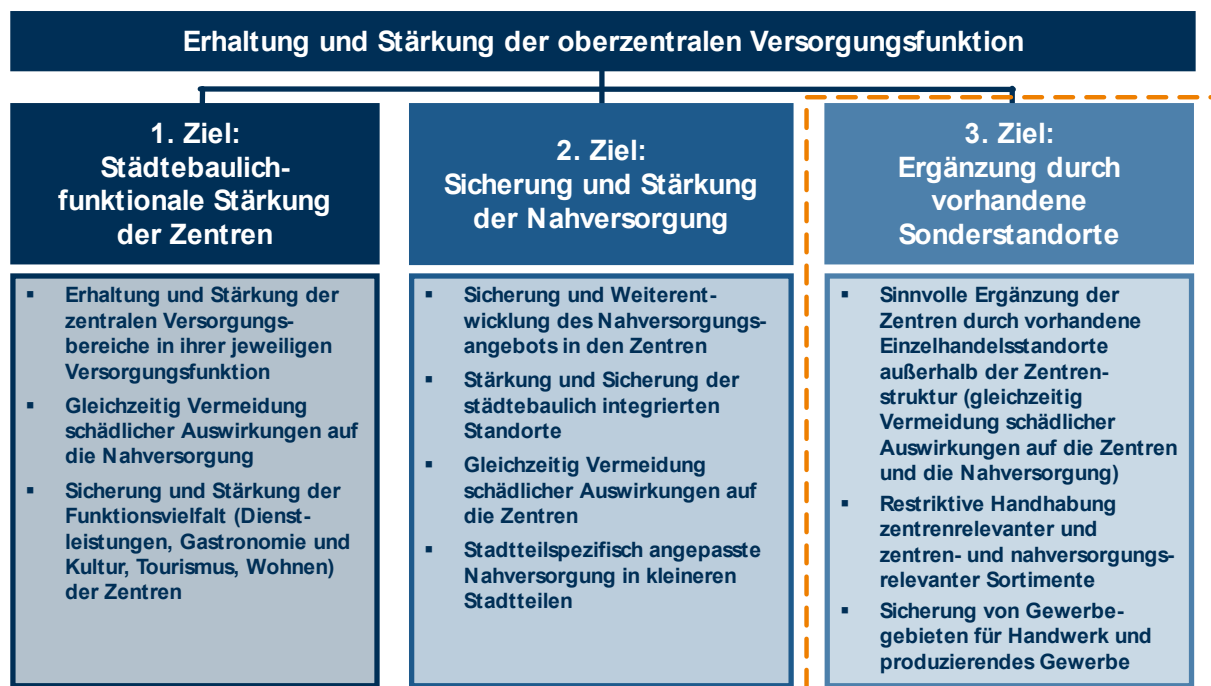 Erhaltung und Stärkung der oberzentralen Versorgungsfunktion
1. Ziel:
Städtebaulich-
funktionale Stärkung
der Zentren
▪ Erhaltung und Stärkung der
zentralen Versorgungs-
bereiche in ihrer jeweiligen
Versorgungsfunktion
▪ Gleichzeitig Vermeidung
schädlicher Auswirkungen auf
die Nahversorgung
▪ Sicherung und Stärkung der
Funktionsvielfalt (Dienst-
leistungen, Gastronomie und
Kultur, Tourismus, Wohnen)
der Zentren
2. Ziel:
Sicherung und Stärkung
der Nahversorgung
▪ Sicherung und Weiterent-
wicklung des Nahversorgungs-
angebots in den Zentren
▪ Stärkung und Sicherung der
städtebaulich integrierten
Standorte
▪ Gleichzeitig Vermeidung
schädlicher Auswirkungen auf
die Zentren
▪ Stadtteilspezifisch angepasste
Nahversorgung in kleineren
Stadtteilen
3. Ziel:
Ergänzung durch
vorhandene
Sonderstandorte
▪ Sinnvolle Ergänzung der
Zentren durch vorhandene
Einzelhandelsstandorte
außerhalb der Zentren-
struktur (gleichzeitig
Vermeidung schädlicher
Auswirkungen auf die Zentren
und die Nahversorgung)
▪ Restriktive Handhabung
zentrenrelevanter und
zentren- und nahversorgungs-
relevanter Sortimente
▪ Sicherung von Gewerbe-
gebieten für Handwerk und
produzierendes Gewerbe